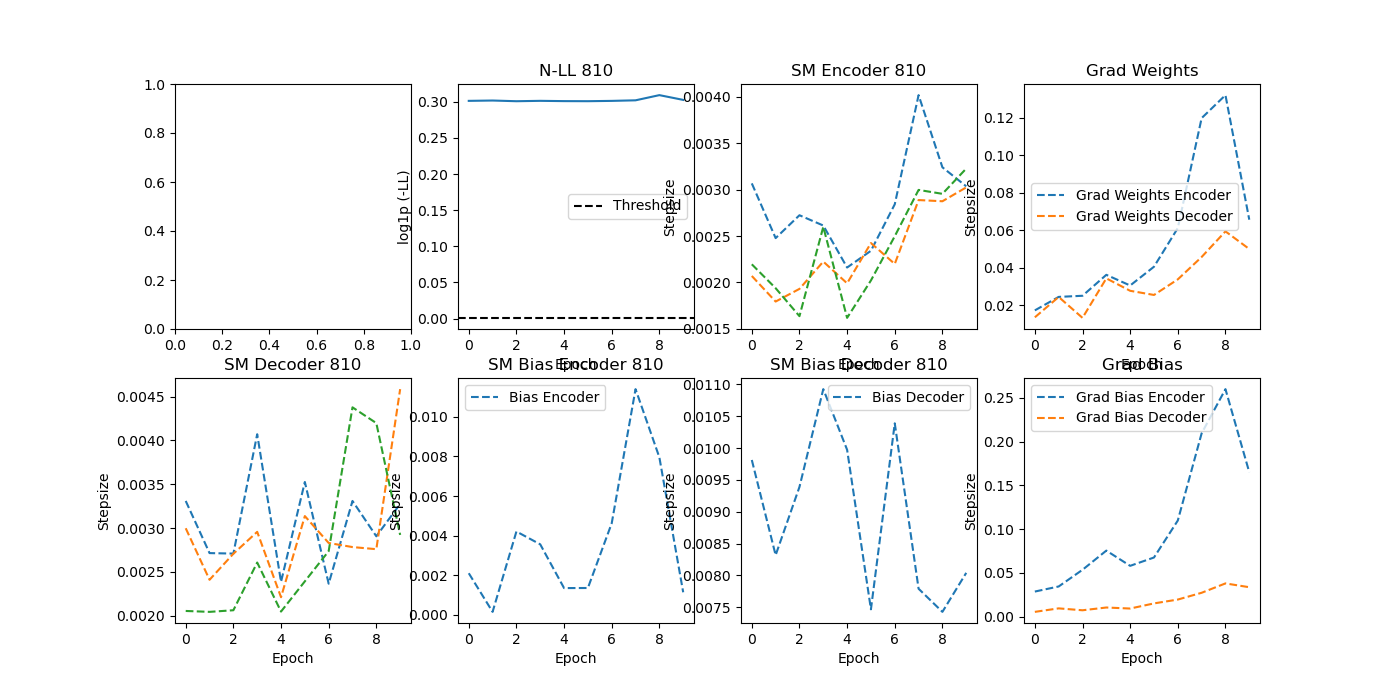 N-LL 810
SM Encoder 810
Grad Weights
1.0
0.8
0.6
0.4
0.2
0.0
0.0 0.2 0.4 0.6 0.8 1.0
log1p (-LL)
0.30
0.25
0.20
0.15
0.10
0.05
0.00
Threshold
0 2 4 6 8
Epoch
Stepsize
0.0040
0.0035
0.0030
0.0025
0.0020
0.0015
0 2 4 6 8
Epoch
Stepsize
0.12
0.10
0.08
0.06
0.04
0.02
Grad Weights Encoder
Grad Weights Decoder
0 2 4 6 8
Epoch
SM Decoder 810
SM Bias Encoder 810
SM Bias Decoder 810
Grad Bias
Stepsize
0.0045
0.0040
0.0035
0.0030
0.0025
0.0020
0 2 4 6 8
Epoch
Stepsize
0.010
0.008
0.006
0.004
0.002
0.000
Bias Encoder
0 2 4 6 8
Epoch
Stepsize
0.0110
0.0105
0.0100
0.0095
0.0090
0.0085
0.0080
0.0075
Bias Decoder
0 2 4 6 8
Epoch
Stepsize
0.25
0.20
0.15
0.10
0.05
0.00
Grad Bias Encoder
Grad Bias Decoder
0 2 4 6 8
Epoch